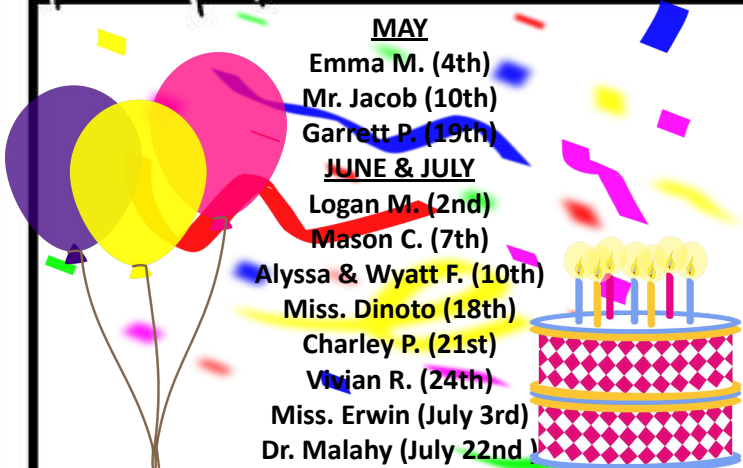 MAY
Emma M. (4th)
Mr. Jacob (10th)
Garrett P. (19th)
JUNE & JULY
Logan M. (2nd)
Mason C. (7th)
Alyssa & Wyatt F. (10th)
Miss. Dinoto (18th)
Charley P. (21st)
Vivian R. (24th)
Miss. Erwin (July 3rd)
Dr. Malahy (July 22nd )